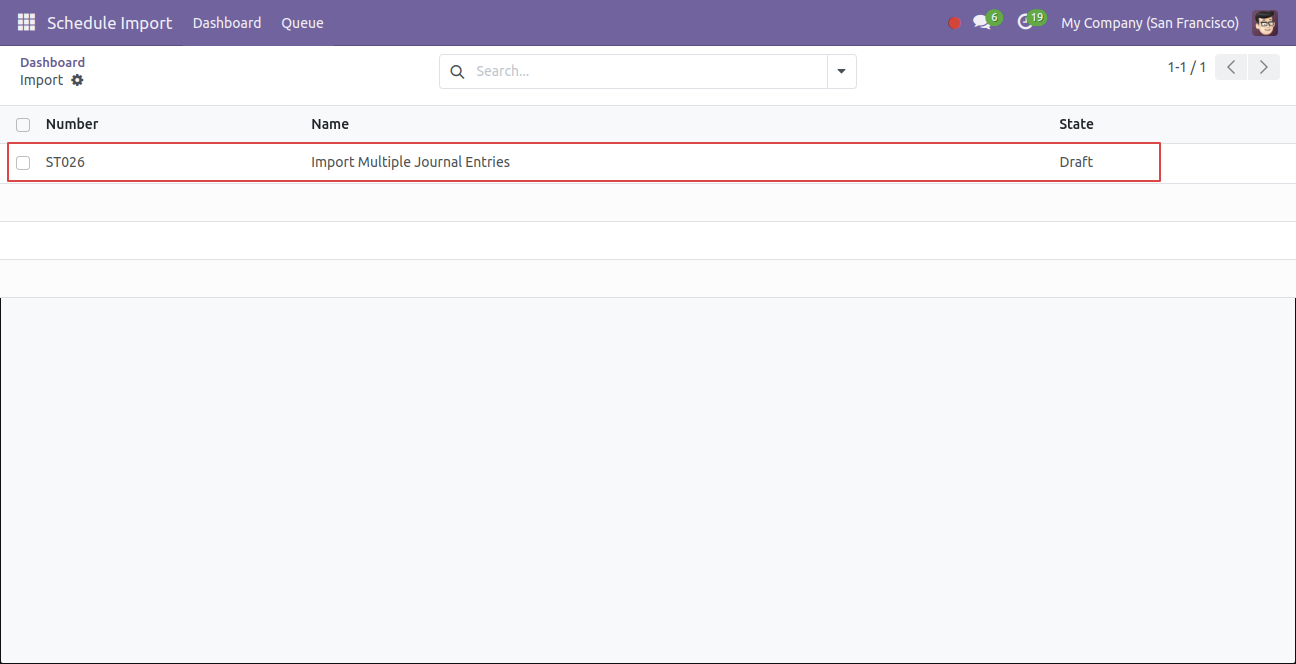 Schedule Import Dashboard Queue 6 19 My Company (San Francisco)
Dashboard
Import
Search...
1-1 / 1
Number Name State
ST026 Import Multiple Journal Entries Draft